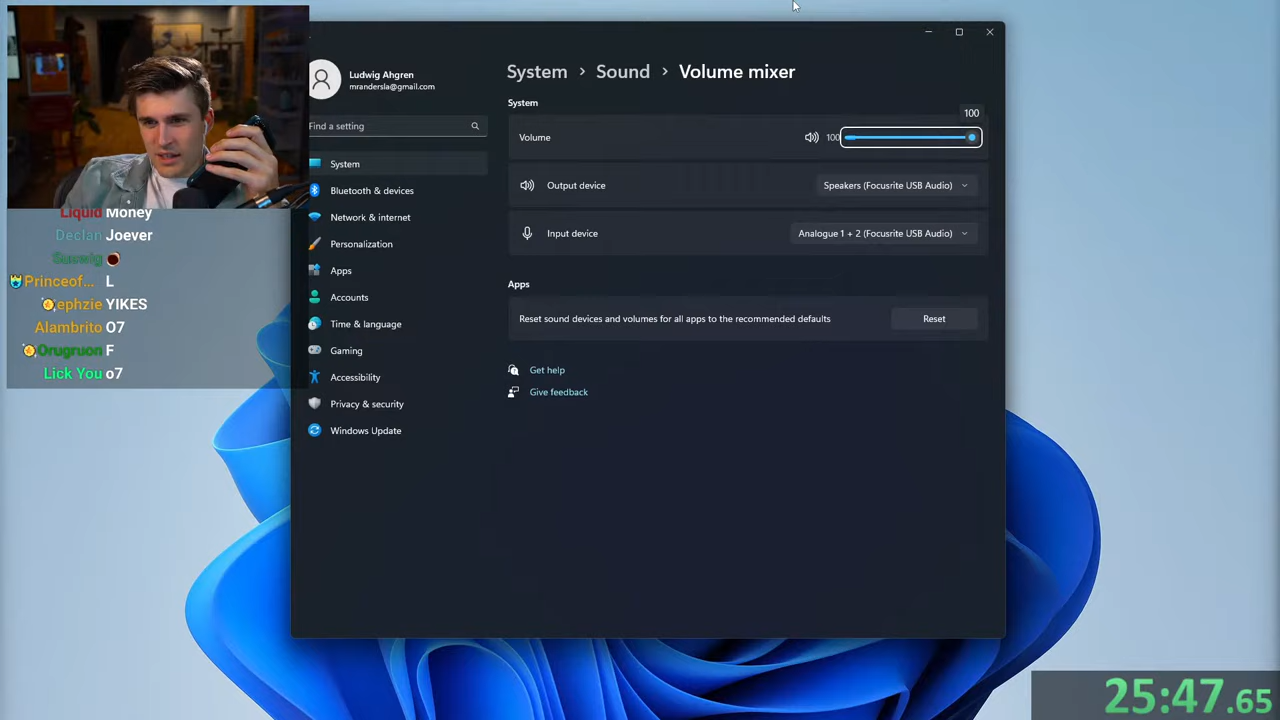 Ludwig Ahgren
mrandersla@gmail.com
Find a setting
System
Bluetooth & devices
Network & internet
Personalization
Apps
Accounts
Time & language
Gaming
Accessibility
Privacy & security
Windows Update
System > Sound > Volume mixer
System
100
Volume 100
Output device Speakers (Focusrite USB Audio)
Input device Analogue 1 + 2 (Focusrite USB Audio)
Apps
Reset sound devices and volumes for all apps to the recommended defaults Reset
Get help
Give feedback
Liquid Money
Declan Joever
Suswig
Princeof... L
ephzie YIKES
Alambrito O7
Orugruon F
Lick You o7
25:47.65